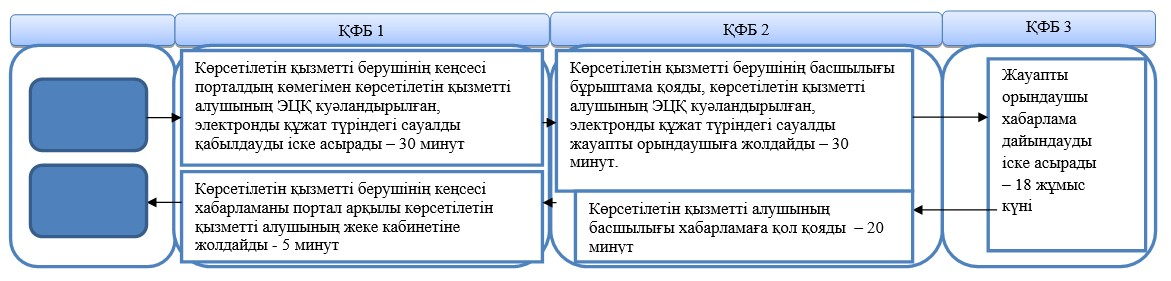 ҚФБ 1
ҚФБ 2
ҚФБ 3
Көрсетілетін қызметті берушінің кеңсесі
порталдың көмегімен көрсетілетін қызметті
алушының ЭЦҚ куәландырылған,
электронды құжат түріндегі сауалды
қабылдауды іске асырады – 30 минут
Көрсетілетін қызметті берушінің басшылығы
бұрыштама қояды, көрсетілетін қызметті
алушының ЭЦҚ куәландырылған,
электронды құжат түріндегі сауалды
жауапты орындаушыға жолдайды – 30
минут.
Жауапты
орындаушы
хабарлама
дайындауды
іске асырады
– 18 жұмыс
күні
Көрсетілетін қызметті алушының
басшылығы хабарламаға қол қояды – 20
минут
Көрсетілетін қызметті берушінің кеңсесі
хабарламаны портал арқылы көрсетілетін
қызметті алушының жеке кабинетіне
жолдайды - 5 минут